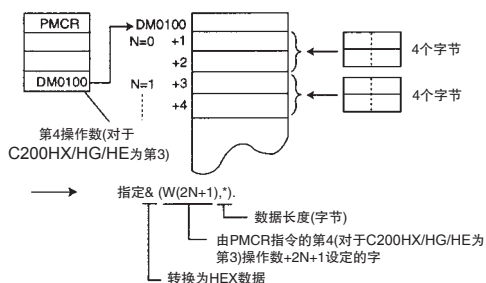 PMCR
DM0100
DM0100
N=0 +1
+2
N=1 +3
+4
4个字节
4个字节
第4操作数(对于
C200HX/HG/HE为第3)
指定& (W(2N+1),*).
数据长度(字节)
由PMCR指令的第4(对于C200HX/HG/HE为
第3)操作数+2N+1设定的字
转换为HEX数据